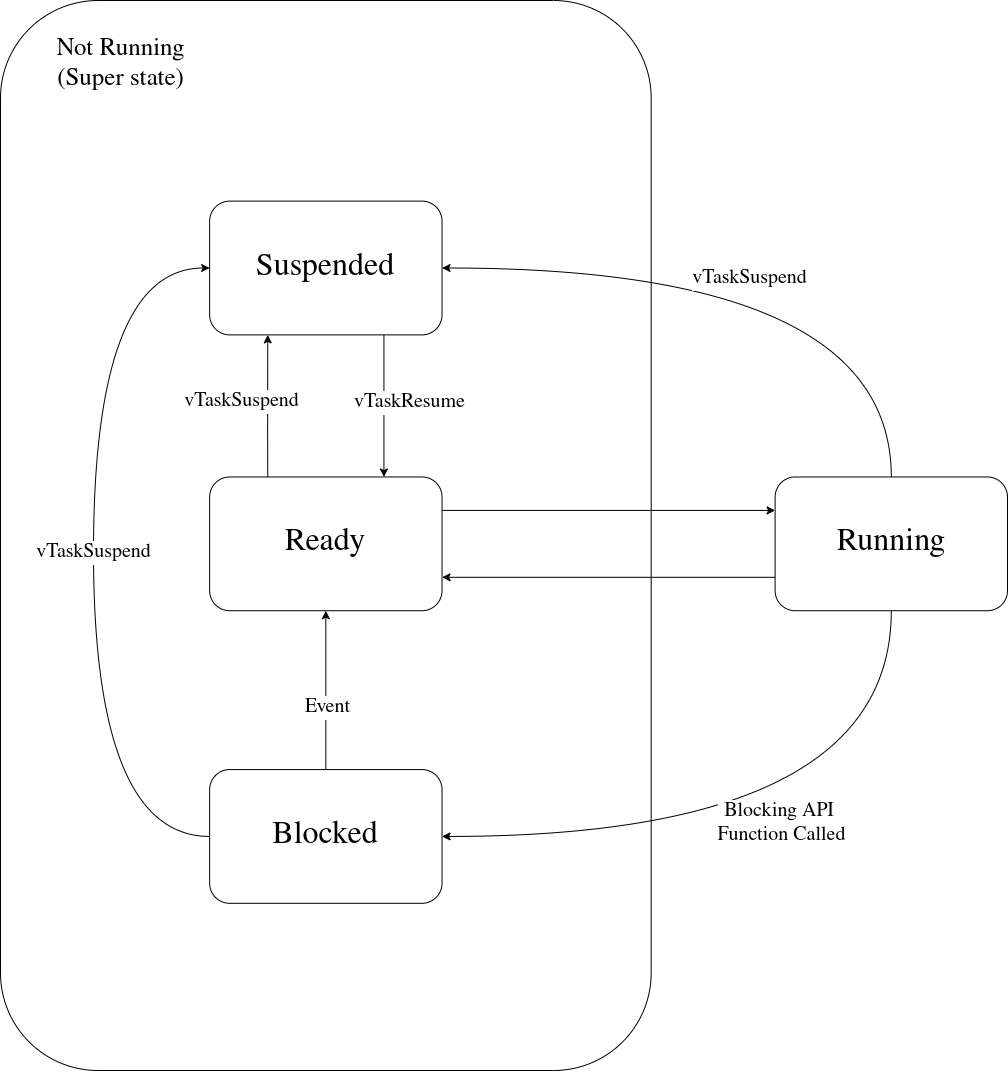 Not Running
(Super state)
Suspended
vTaskSuspend
vTaskSuspend
vTaskResume
Ready
Running
vTaskSuspend
Event
Blocking API
Function Called
Blocked